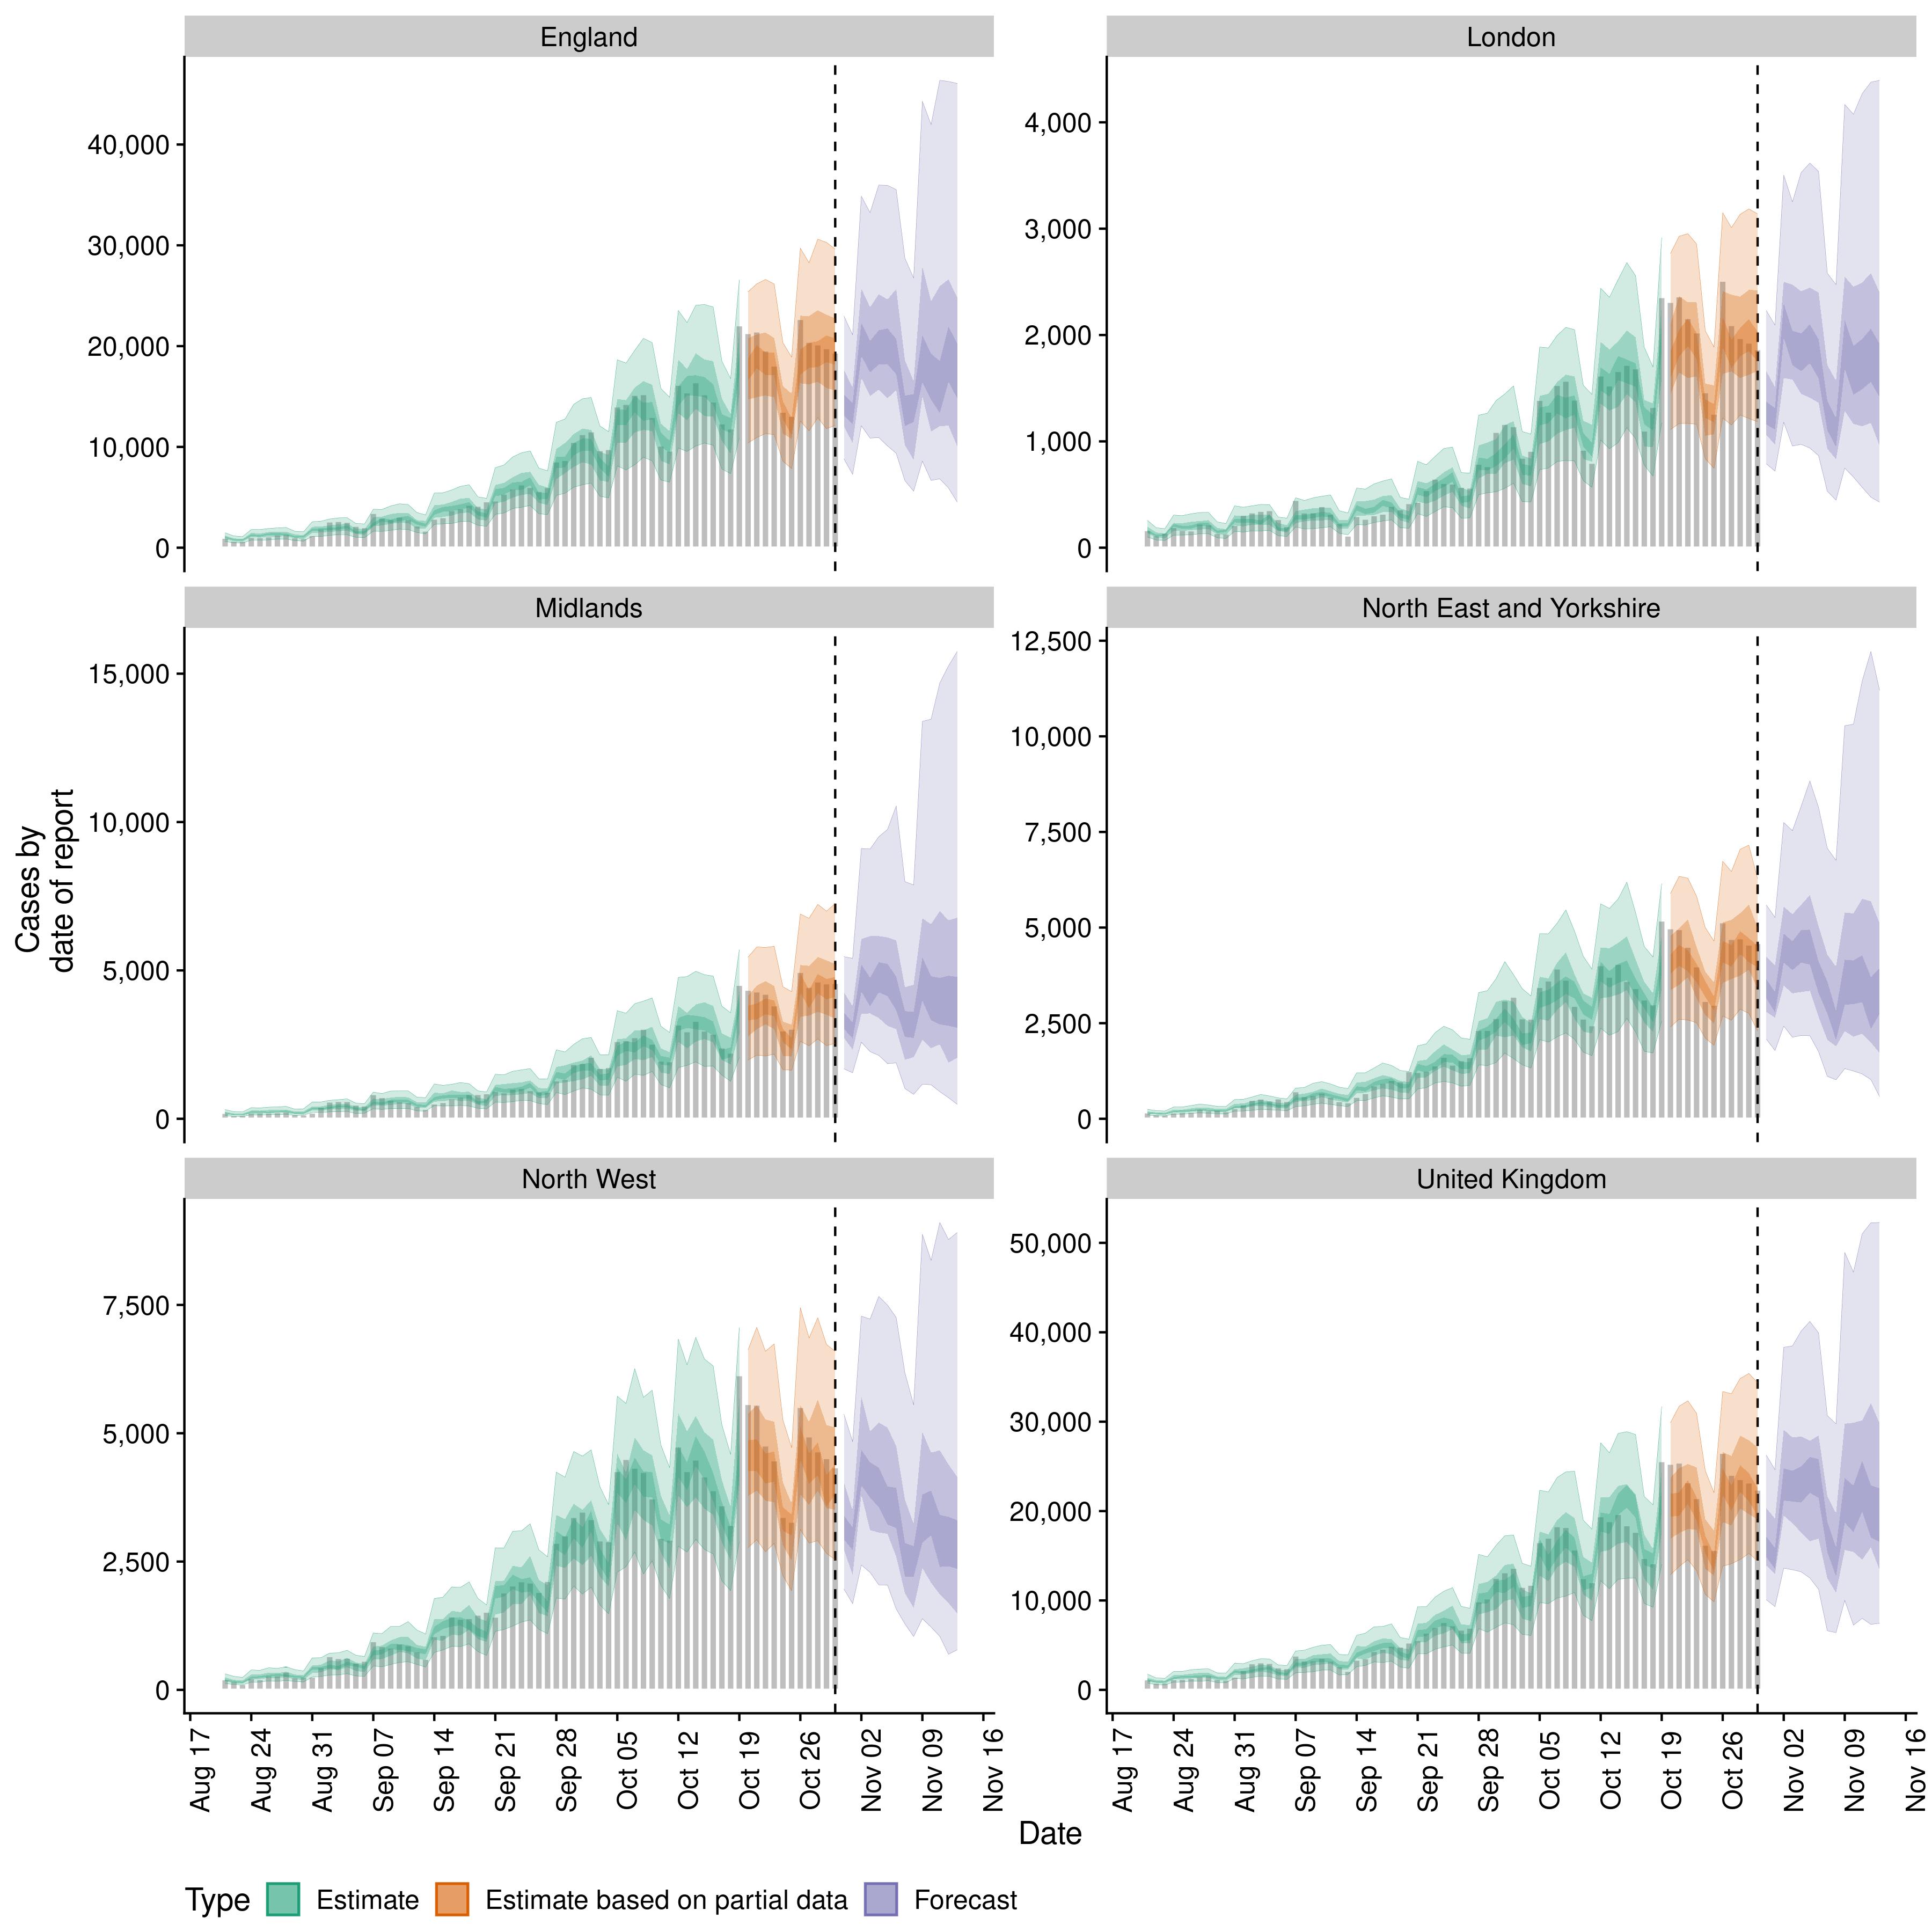 England
London
40,000
30,000
20,000
10,000
0
4,000
3,000
2,000
1,000
0
Midlands
North East and Yorkshire
15,000
10,000
5,000
0
12,500
10,000
7,500
5,000
2,500
0
North West
United Kingdom
7,500
5,000
2,500
0
50,000
40,000
30,000
20,000
10,000
0
Cases by
date of report
Aug 17
Aug 24
Aug 31
Sep 07
Sep 14
Sep 21
Sep 28
Oct 05
Oct 12
Oct 19
Oct 26
Nov 02
Nov 09
Nov 16
Aug 17
Aug 24
Aug 31
Sep 07
Sep 14
Sep 21
Sep 28
Oct 05
Oct 12
Oct 19
Oct 26
Nov 02
Nov 09
Nov 16
Date
Type Estimate Estimate based on partial data Forecast